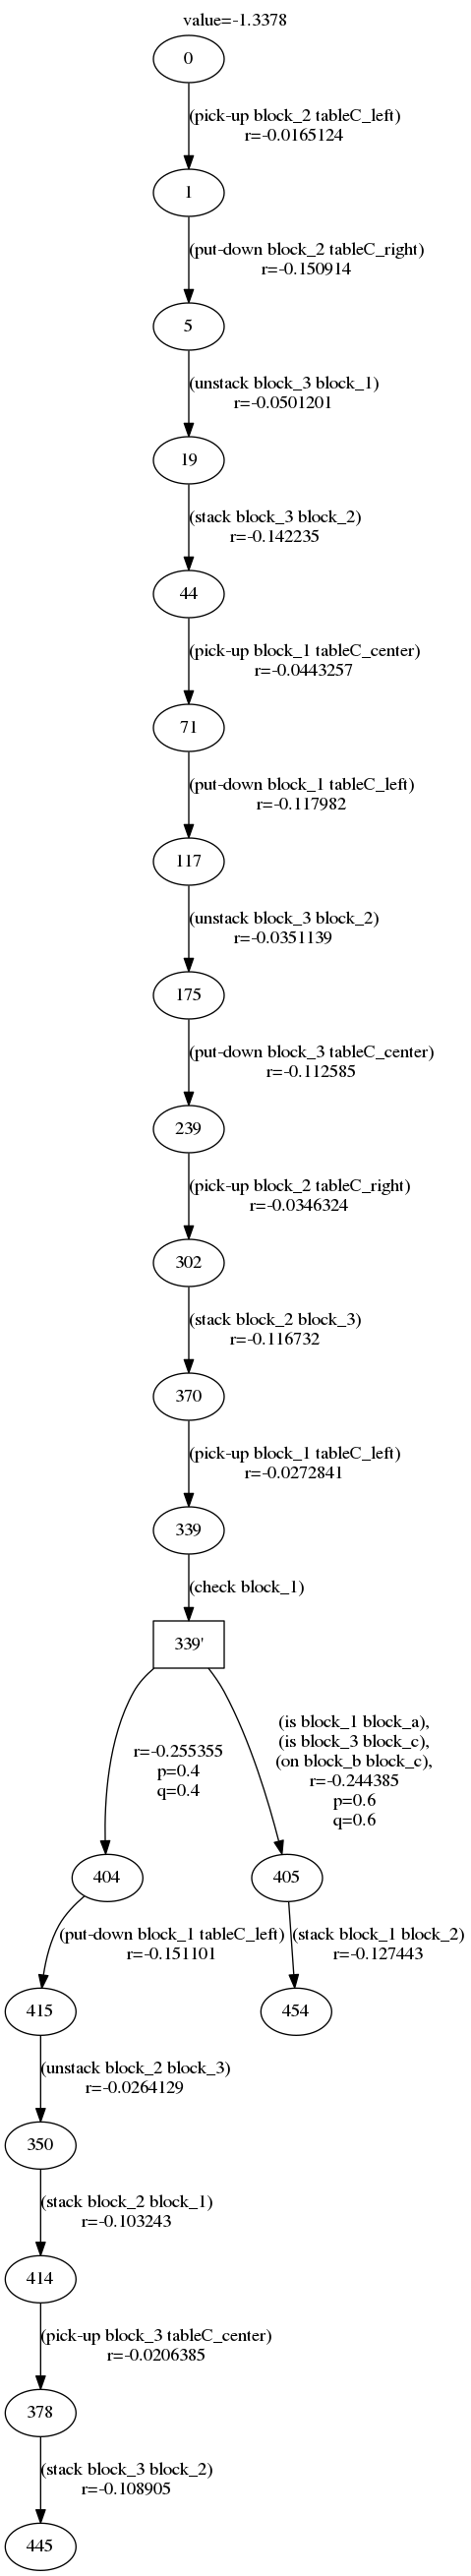 value=-1.3378
0
(pick-up block_2 tableC_left)
r=-0.0165124
1
(put-down block_2 tableC_right)
r=-0.150914
5
(unstack block_3 block_1)
r=-0.0501201
19
(stack block_3 block_2)
r=-0.142235
44
(pick-up block_1 tableC_center)
r=-0.0443257
71
(put-down block_1 tableC_left)
r=-0.117982
117
(unstack block_3 block_2)
r=-0.0351139
175
(put-down block_3 tableC_center)
r=-0.112585
239
(pick-up block_2 tableC_right)
r=-0.0346324
302
(stack block_2 block_3)
r=-0.116732
370
(pick-up block_1 tableC_left)
r=-0.0272841
339
(check block_1)
339'
r=-0.255355
p=0.4
q=0.4
(is block_1 block_a),
(is block_3 block_c),
(on block_b block_c),
r=-0.244385
p=0.6
q=0.6
404
405
(put-down block_1 tableC_left)
r=-0.151101
(stack block_1 block_2)
r=-0.127443
415
454
(unstack block_2 block_3)
r=-0.0264129
350
(stack block_2 block_1)
r=-0.103243
414
(pick-up block_3 tableC_center)
r=-0.0206385
378
(stack block_3 block_2)
r=-0.108905
445